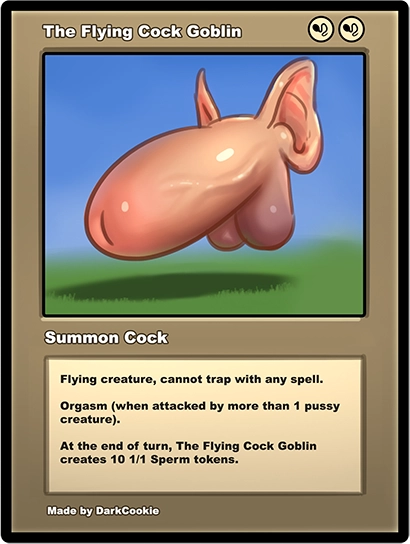 The Flying Cock Goblin
Summon Cock
Flying creature, cannot trap with any spell.
Orgasm (when attacked by more than 1 pussy
creature).
At the end of turn, The Flying Cock Goblin
creates 10 1/1 Sperm tokens.
Made by DarkCookie